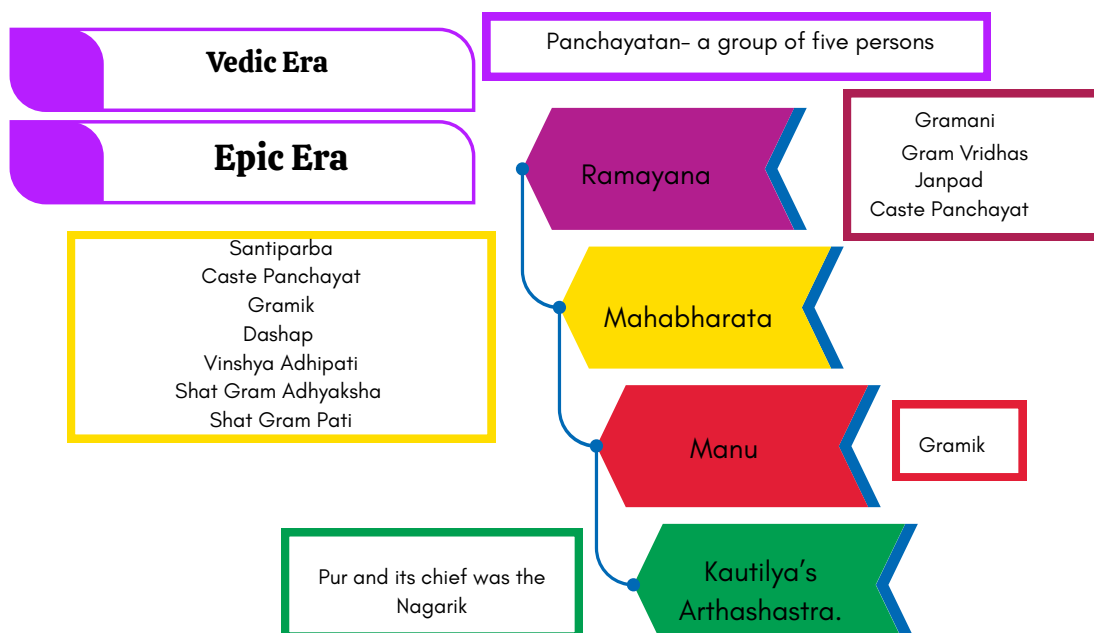 Vedic Era
Panchayatan- a group of five persons
Epic Era
Ramayana
Gramani
Gram Vridhas
Janpad
Caste Panchayat
Santiparba
Caste Panchayat
Gramik
Dashap
Vinshya Adhipati
Shat Gram Adhyaksha
Shat Gram Pati
Mahabharata
Manu
Gramik
Pur and its chief was the
Nagarik
Kautilya’s
Arthashastra.